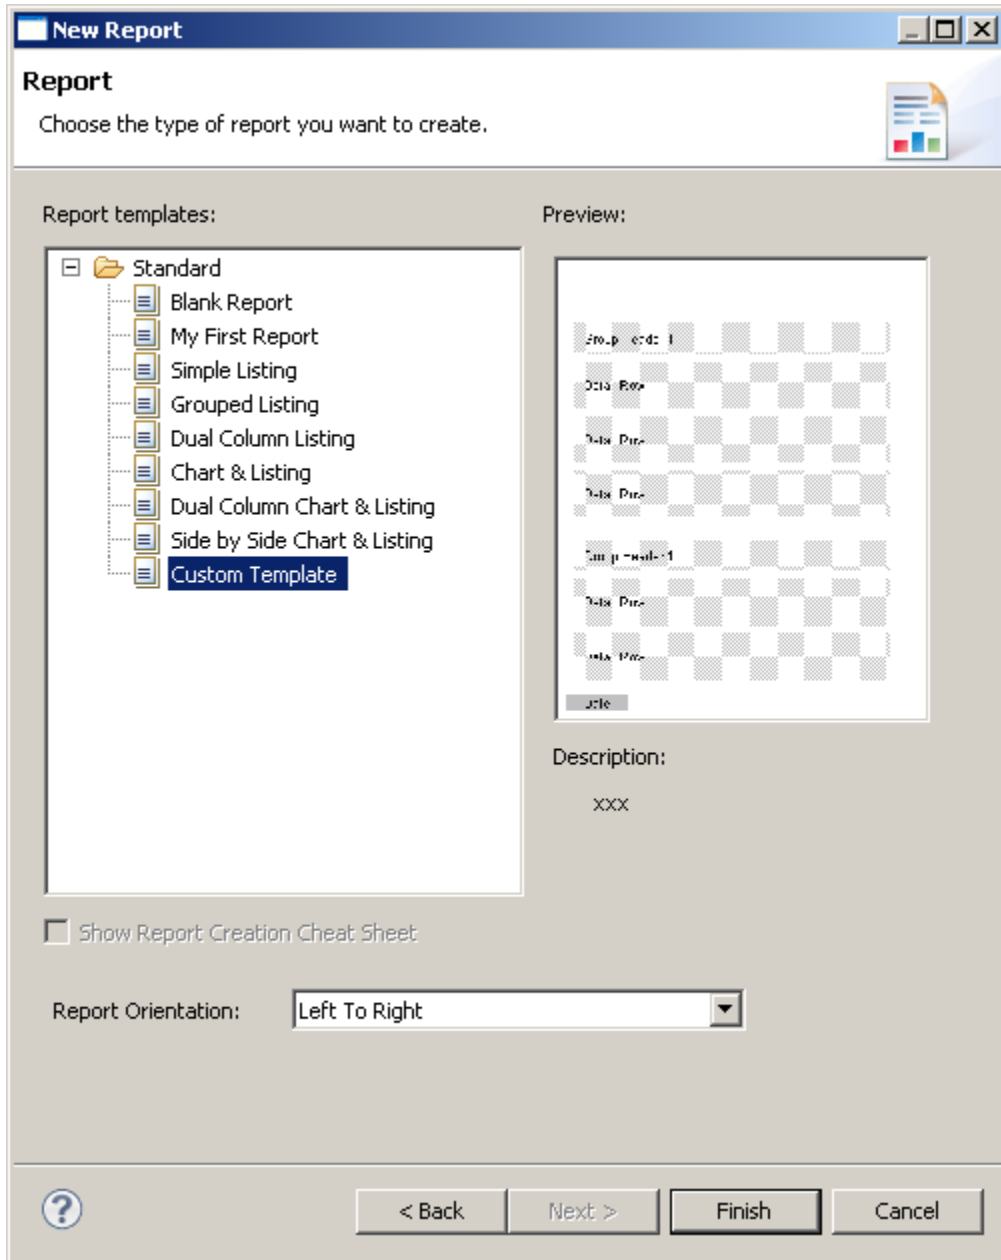 New Report
Report
Choose the type of report you want to create.
Report templates:
Preview:
Standard
Blank Report
My First Report
Simple Listing
Grouped Listing
Dual Column Listing
Chart & Listing
Dual Column Chart & Listing
Side by Side Chart & Listing
Custom Template
Data Row
Description:
xxx
Show Report Creation Cheat Sheet
Report Orientation:
Left To Right
?
< Back
Next >
Finish
Cancel